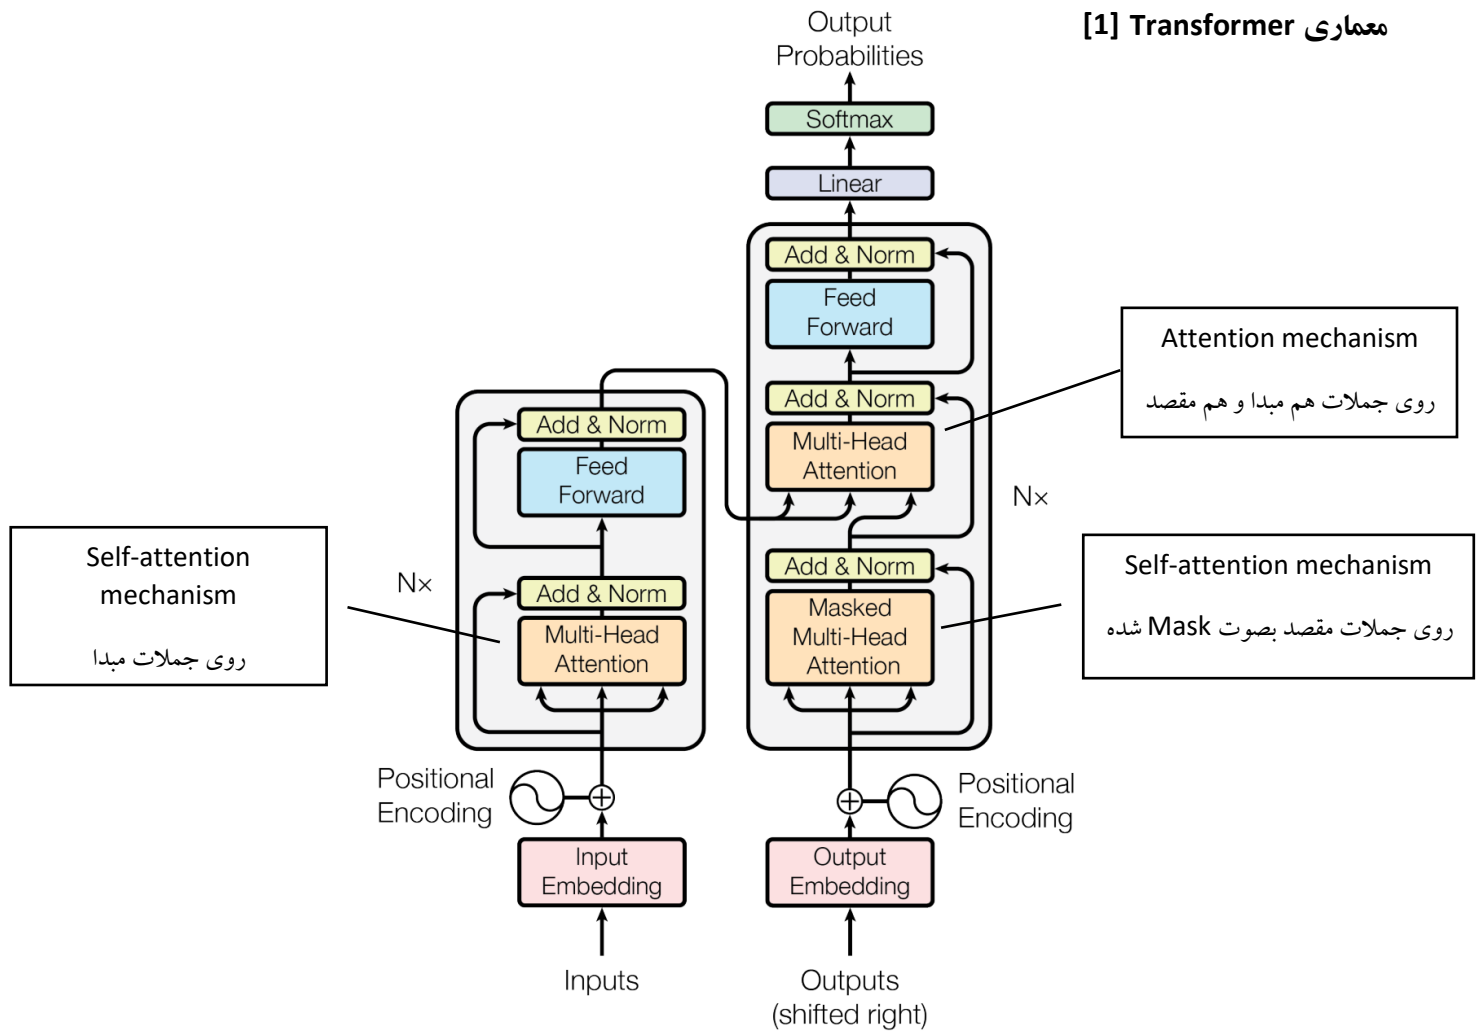 معماری Transformer [1]
Output
Probabilities
Softmax
Linear
Add & Norm
Feed
Forward
Add & Norm
Multi-Head
Attention
N×
Add & Norm
Masked
Multi-Head
Attention
Attention mechanism
روی جملات هم مبدا و هم مقصد
Self-attention mechanism
روی جملات مقصد بصوت Mask شده
Add & Norm
Feed
Forward
N×
Add & Norm
Multi-Head
Attention
Self-attention
mechanism
روی جملات مبدا
Positional
Encoding
Input
Embedding
Inputs
Positional
Encoding
Output
Embedding
Outputs
(shifted right)